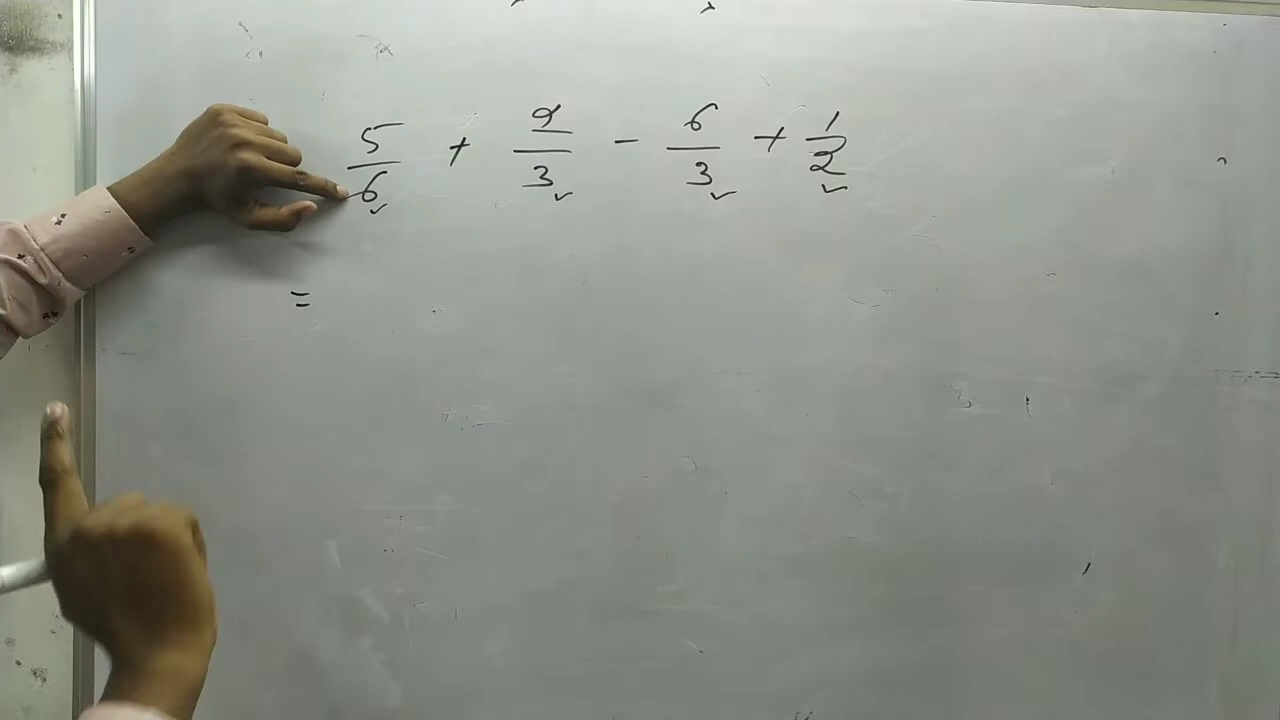 5/6 + 2/3 - 6/3 + 1/2
=